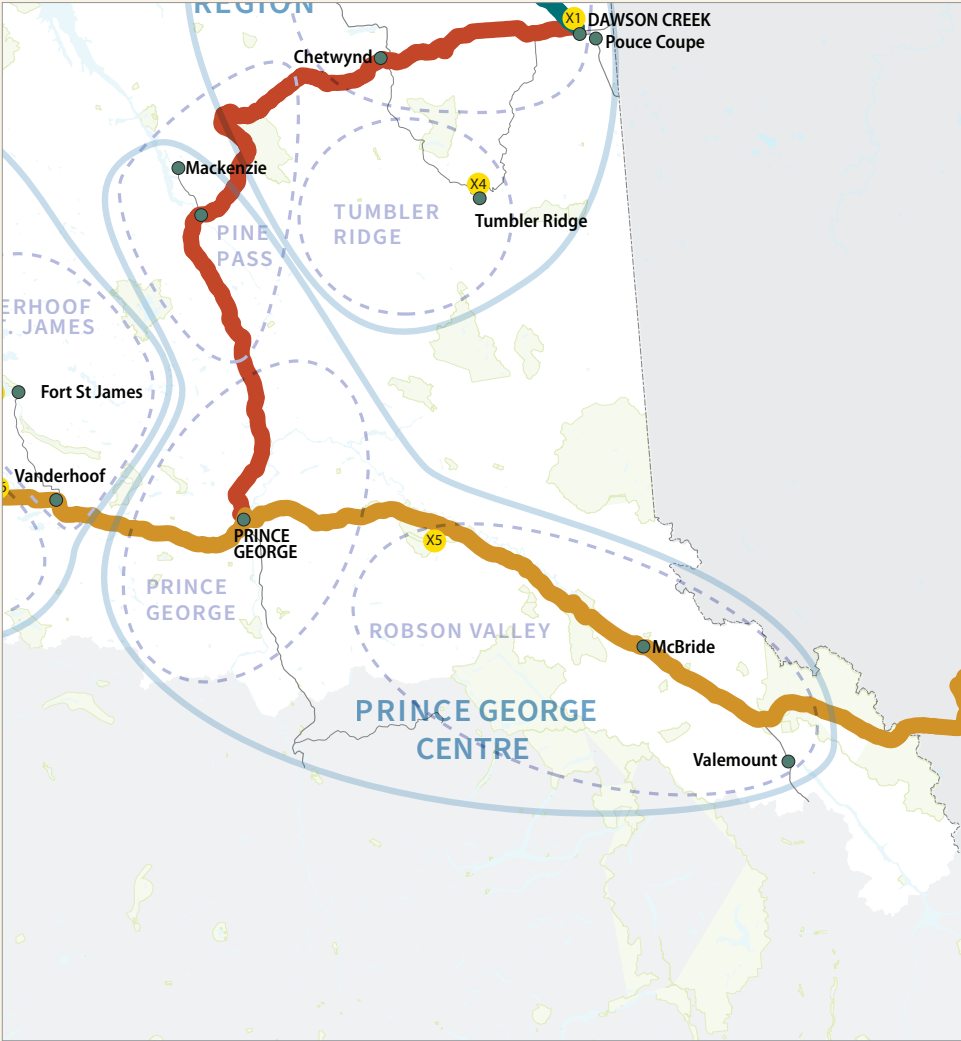 REGION
X1
DAWSON CREEK
Pouce Coupe
Chetwynd
Mackenzie
X4
TUMBLER
RIDGE
Tumbler Ridge
PINE
PASS
ERHOOF
T. JAMES
Fort St James
Vanderhoof
PRINCE
GEORGE
X5
PRINCE
GEORGE
ROBSON VALLEY
McBride
PRINCE GEORGE
CENTRE
Valemount